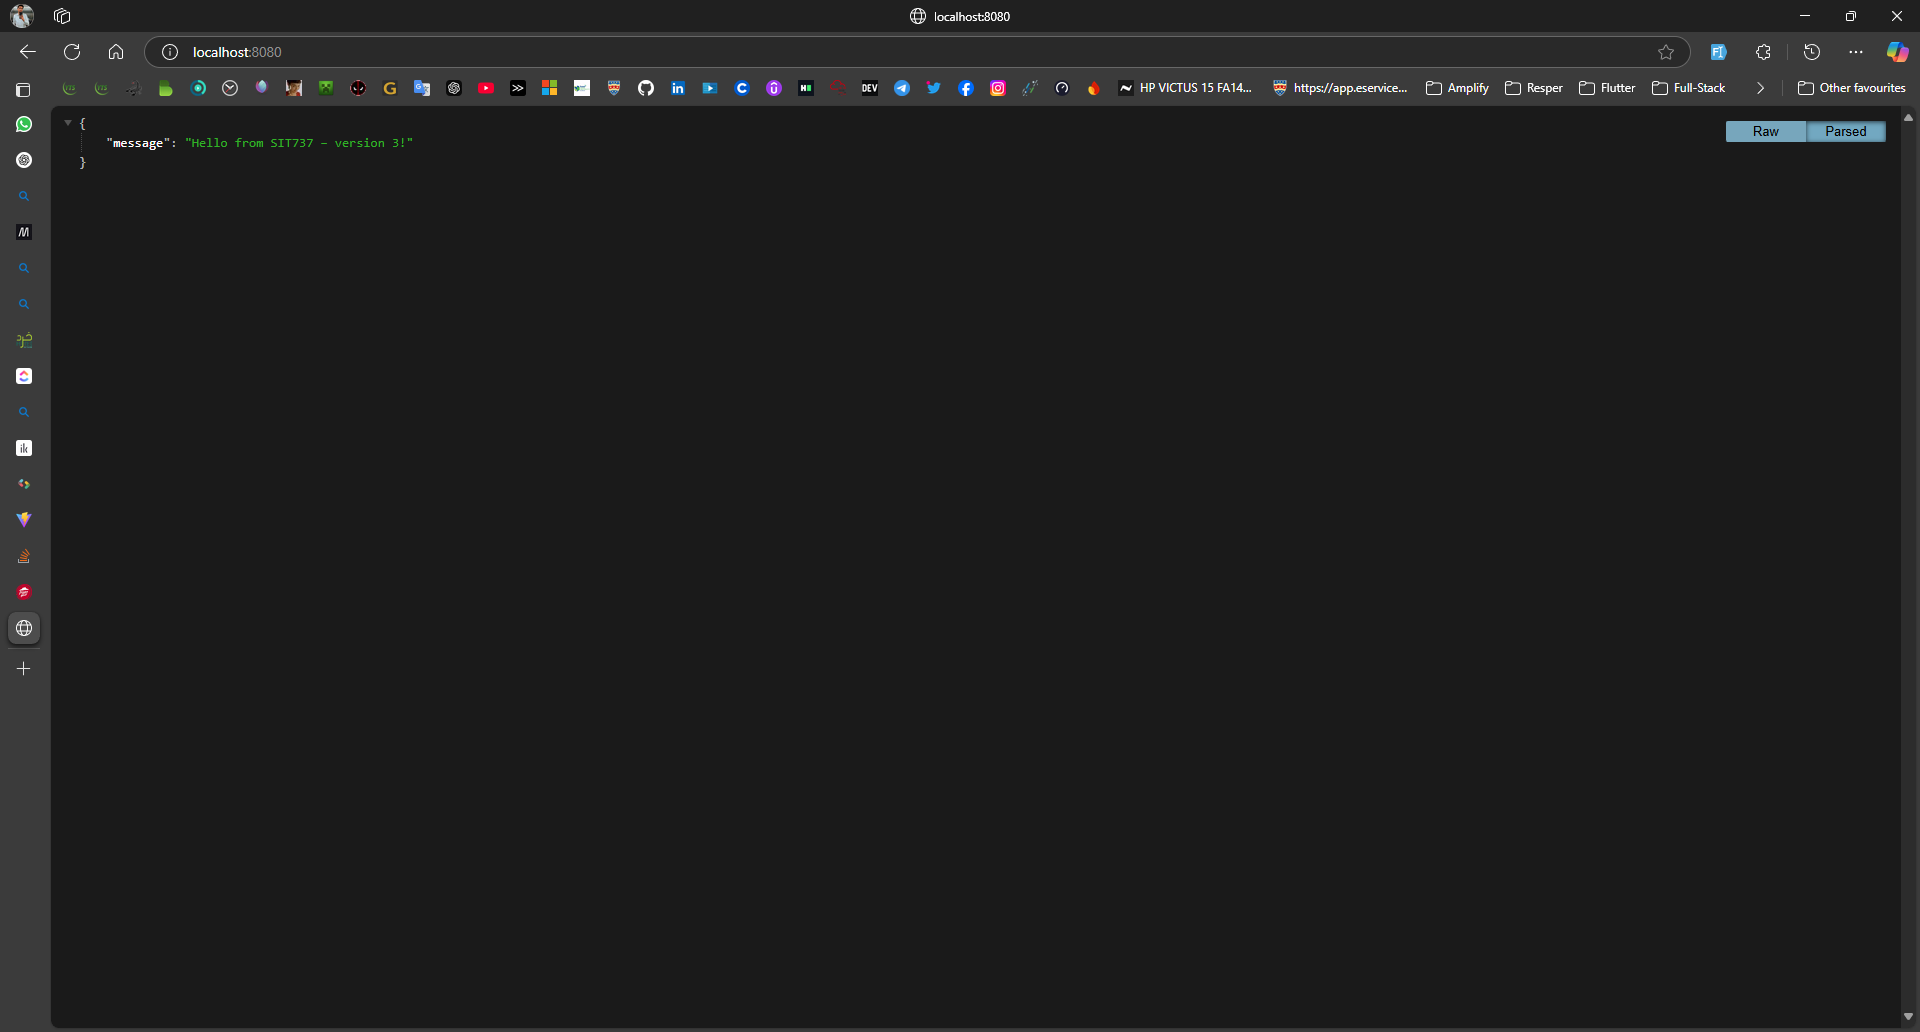 localhost:8080
localhost:8080
HP VICTUS 15 FA14...
https://app.eservice...
Amplify
Resper
Flutter
Full-Stack
Other favourites
{
"message": "Hello from SIT737 - version 3!"
}
Raw
Parsed